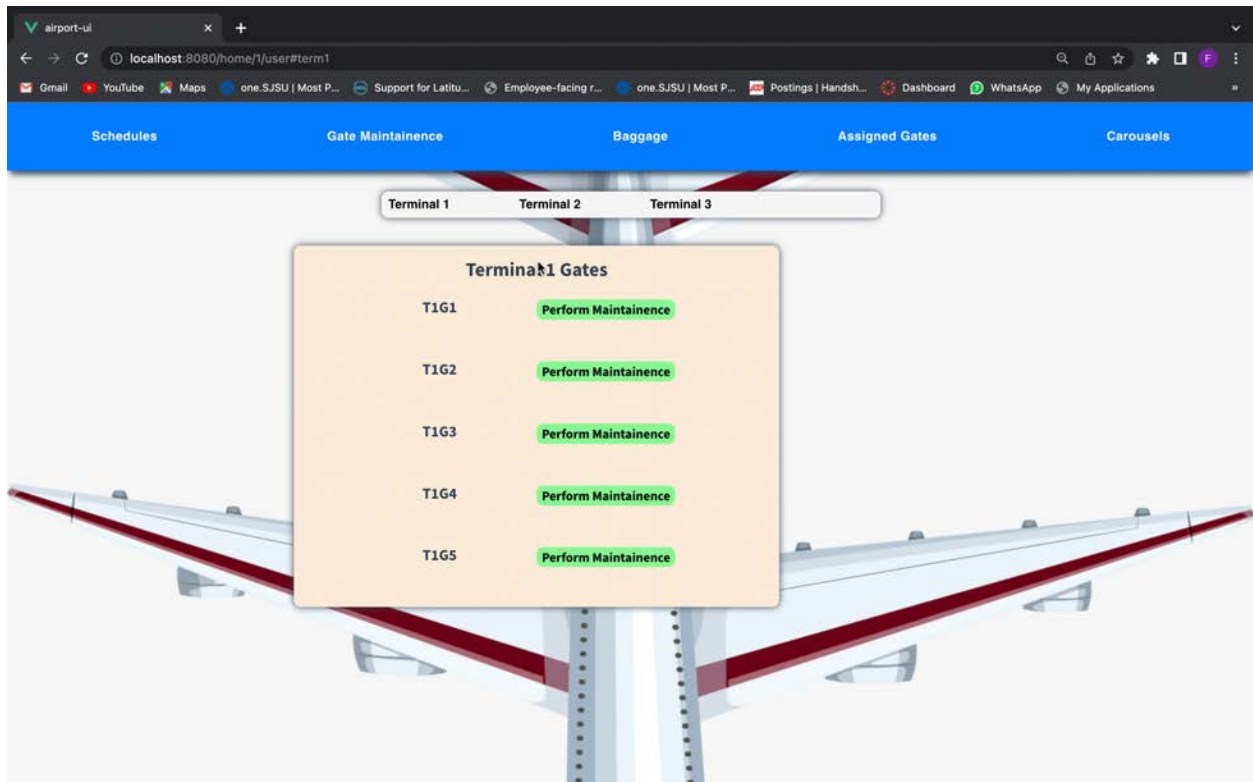 airport-ui
localhost:8080/home/1/user#term1
Gmail YouTube Maps one.SJSU | Most P... Support for Latitu... Employee-facing r... one.SJSU | Most P... Postings | Handsh... Dashboard WhatsApp My Applications »
Schedules Gate Maintainence Baggage Assigned Gates Carousels
Terminal 1 Terminal 2 Terminal 3
Terminal 1 Gates
T1G1 Perform Maintainence
T1G2 Perform Maintainence
T1G3 Perform Maintainence
T1G4 Perform Maintainence
T1G5 Perform Maintainence